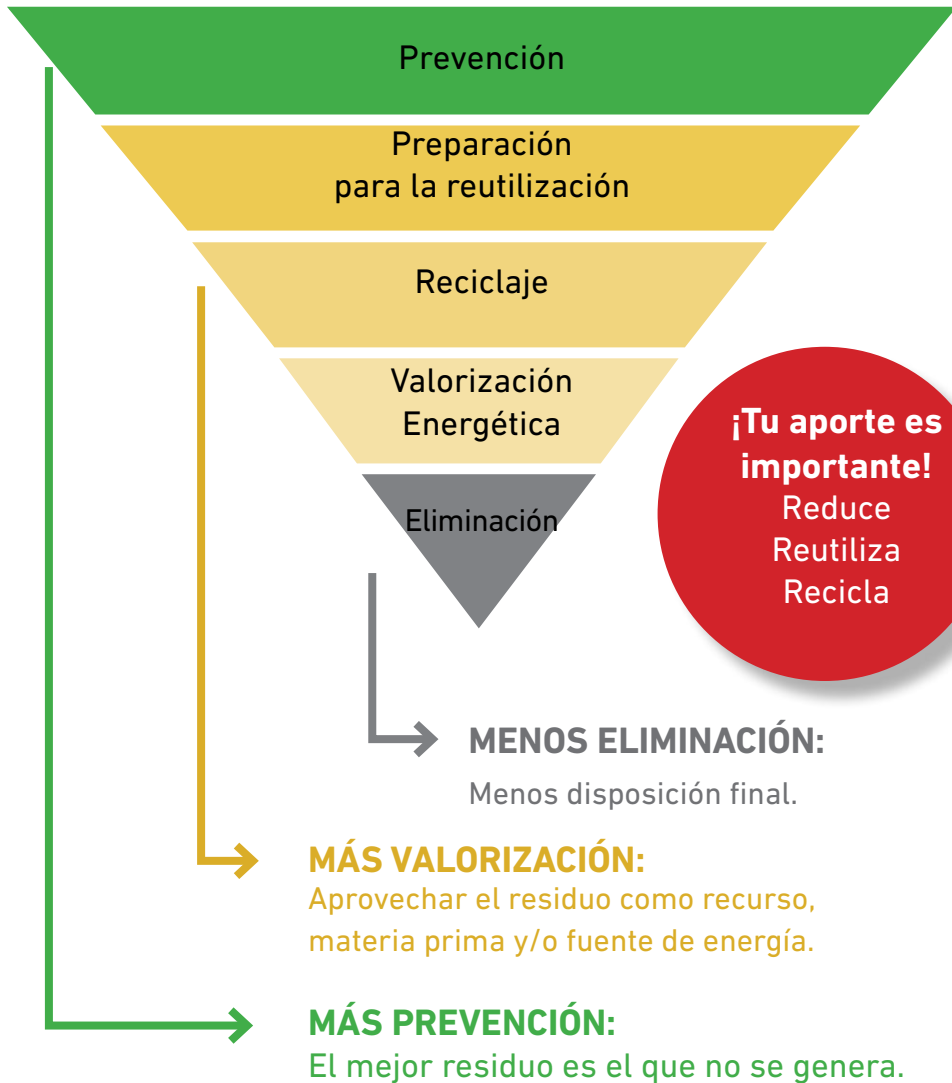 Prevención
Preparación
para la reutilización
Reciclaje
Valorización
Energética
Eliminación
¡Tu aporte es
importante!
Reduce
Reutiliza
Recicla
MENOS ELIMINACIÓN:
Menos disposición final.
MÁS VALORIZACIÓN:
Aprovechar el residuo como recurso,
materia prima y/o fuente de energía.
MÁS PREVENCIÓN:
El mejor residuo es el que no se genera.